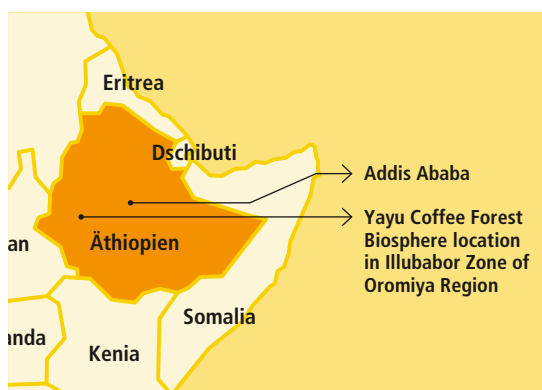 Eritrea
Dschibuti
Addis Ababa
Yayu Coffee Forest
Biosphere location
in Illubabor Zone of
Oromiya Region
Äthiopien
an
Somalia
anda
Kenia